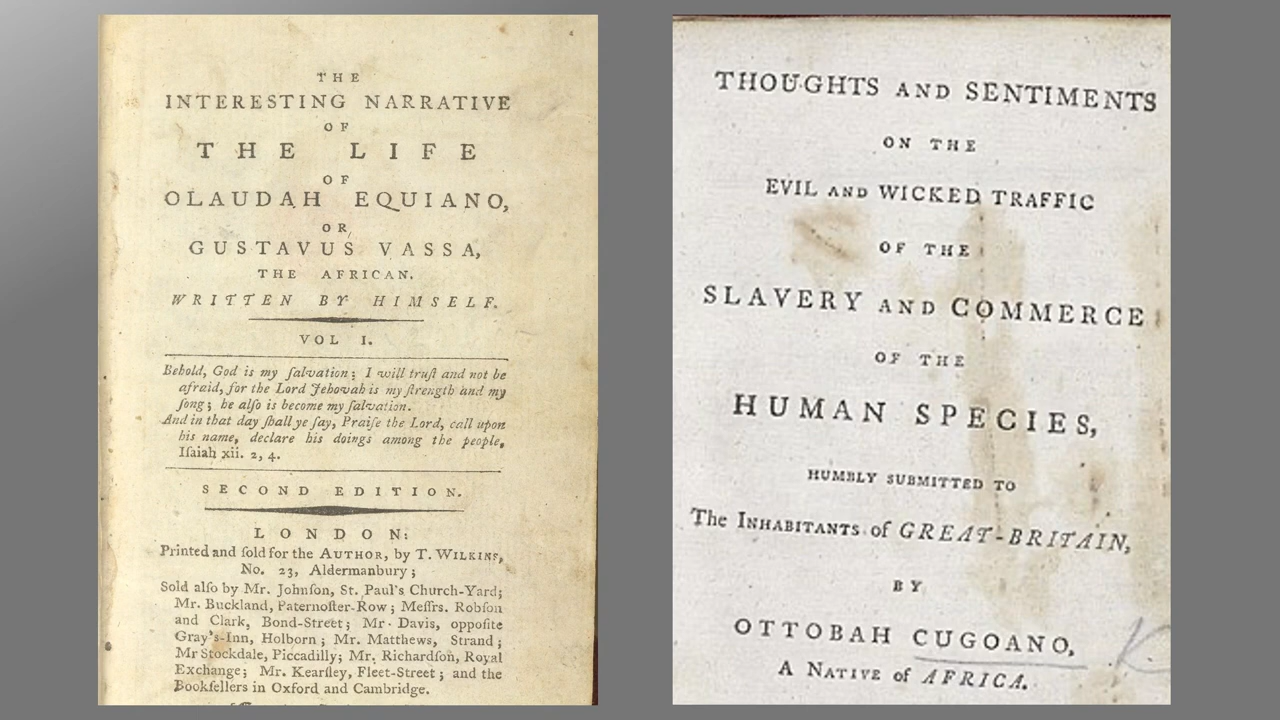 THE
INTERESTING NARRATIVE
OF
THE LIFE
OF
OLAUDAH EQUIANO,
OR,
GUSTAVUS VASSA,
THE AFRICAN.
WRITTEN BY HIMSELF.
VOL I.
Behold, God is my ſalvation; I will truſt and not be
afraid, for the Lord Jehovah is my ſtrength and my
ſong; he alſo is become my ſalvation.
And in that day ſhall ye ſay, Praiſe the Lord, call upon
his name, declare his doings among the people,
Iſaiah xii. 2, 4.
SECOND EDITION.
LONDON:
Printed and ſold for the AUTHOR, by T. WILKINS,
No. 23, Aldermanbury;
Sold alſo by Mr. Johnſon, St. Paul's Church-Yard;
Mr. Buckland, Paternoſter-Row; Meſſrs. Robſon
and Clark, Bond-Street; Mr. Davis, oppoſite
Gray's-Inn, Holborn; Mr. Matthews, Strand;
Mr Stockdale, Piccadilly; Mr. Richardſon, Royal
Exchange; Mr. Kearſley, Fleet-Street; and the
Bookſellers in Oxford and Cambridge.
THOUGHTS AND SENTIMENTS
ON THE
EVIL AND WICKED TRAFFIC
OF THE
SLAVERY AND COMMERCE
OF THE
HUMAN SPECIES,
HUMBLY SUBMITTED TO
The INHABITANTS of GREAT-BRITAIN,
BY
OTTOBAH CUGOANO,
A NATIVE of AFRICA.